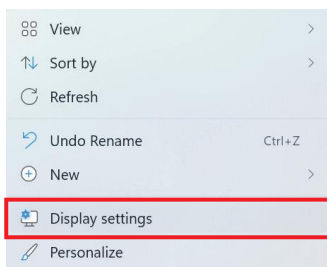 View
Sort by
Refresh
Undo Rename Ctrl+Z
New
Display settings
Personalize